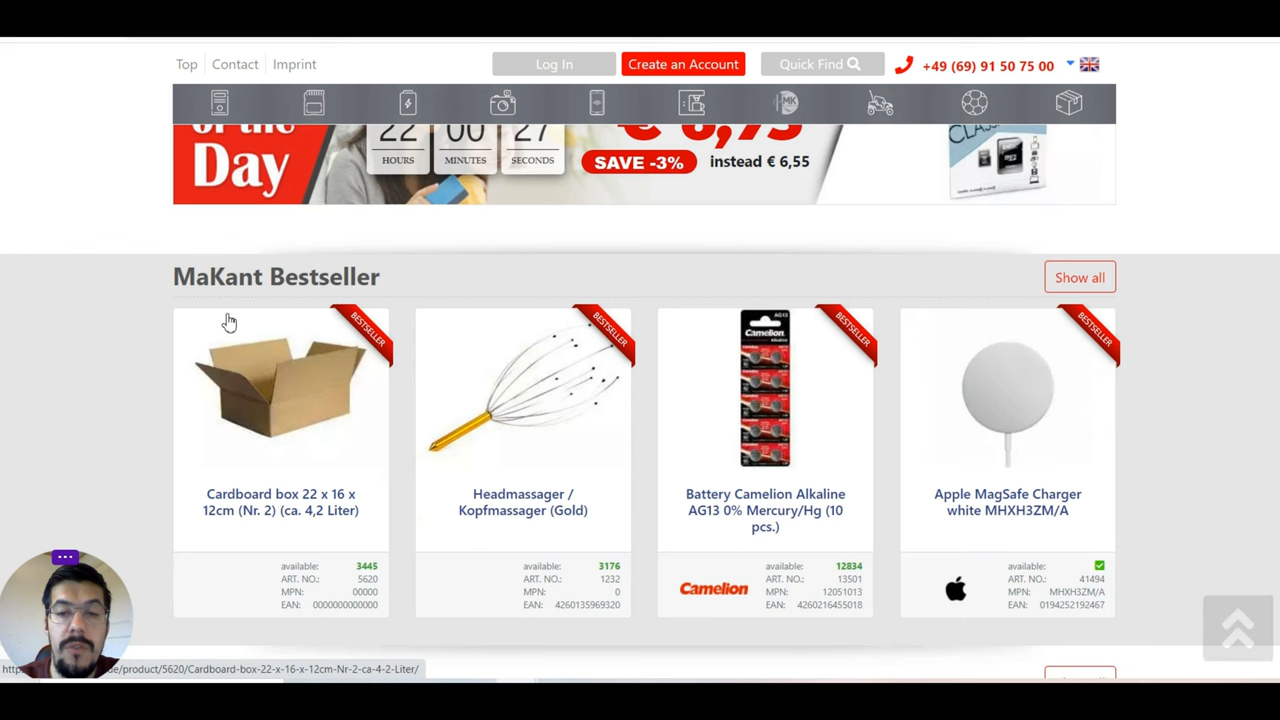 Top Contact Imprint Log In Create an Account Quick Find +49 (69) 91 50 75 00
of the
Day
22 00 27
HOURS MINUTES SECONDS
SAVE -3% instead € 6,55
MaKant Bestseller
Show all
BESTSELLER
BESTSELLER
BESTSELLER
BESTSELLER
AG13
Camelion
Cardboard box 22 x 16 x
12cm (Nr. 2) (ca. 4,2 Liter)
Headmassager /
Kopfmassager (Gold)
Battery Camelion Alkaline
AG13 0% Mercury/Hg (10
pcs.)
Apple MagSafe Charger
white MHXH3ZM/A
available: 3445
ART. NO.: 5620
MPN: 00000
EAN: 0000000000000
available: 3176
ART. NO.: 1232
MPN: 0
EAN: 4260135969320
Camelion
available: 12834
ART. NO.: 13501
MPN: 12051013
EAN: 4260216455018
available:
ART. NO.: 41494
MPN: MHXH3ZM/A
EAN: 0194252192467
e/product/5620/Cardboard-box-22-x-16-x-12cm-Nr-2-ca-4-2-Liter/